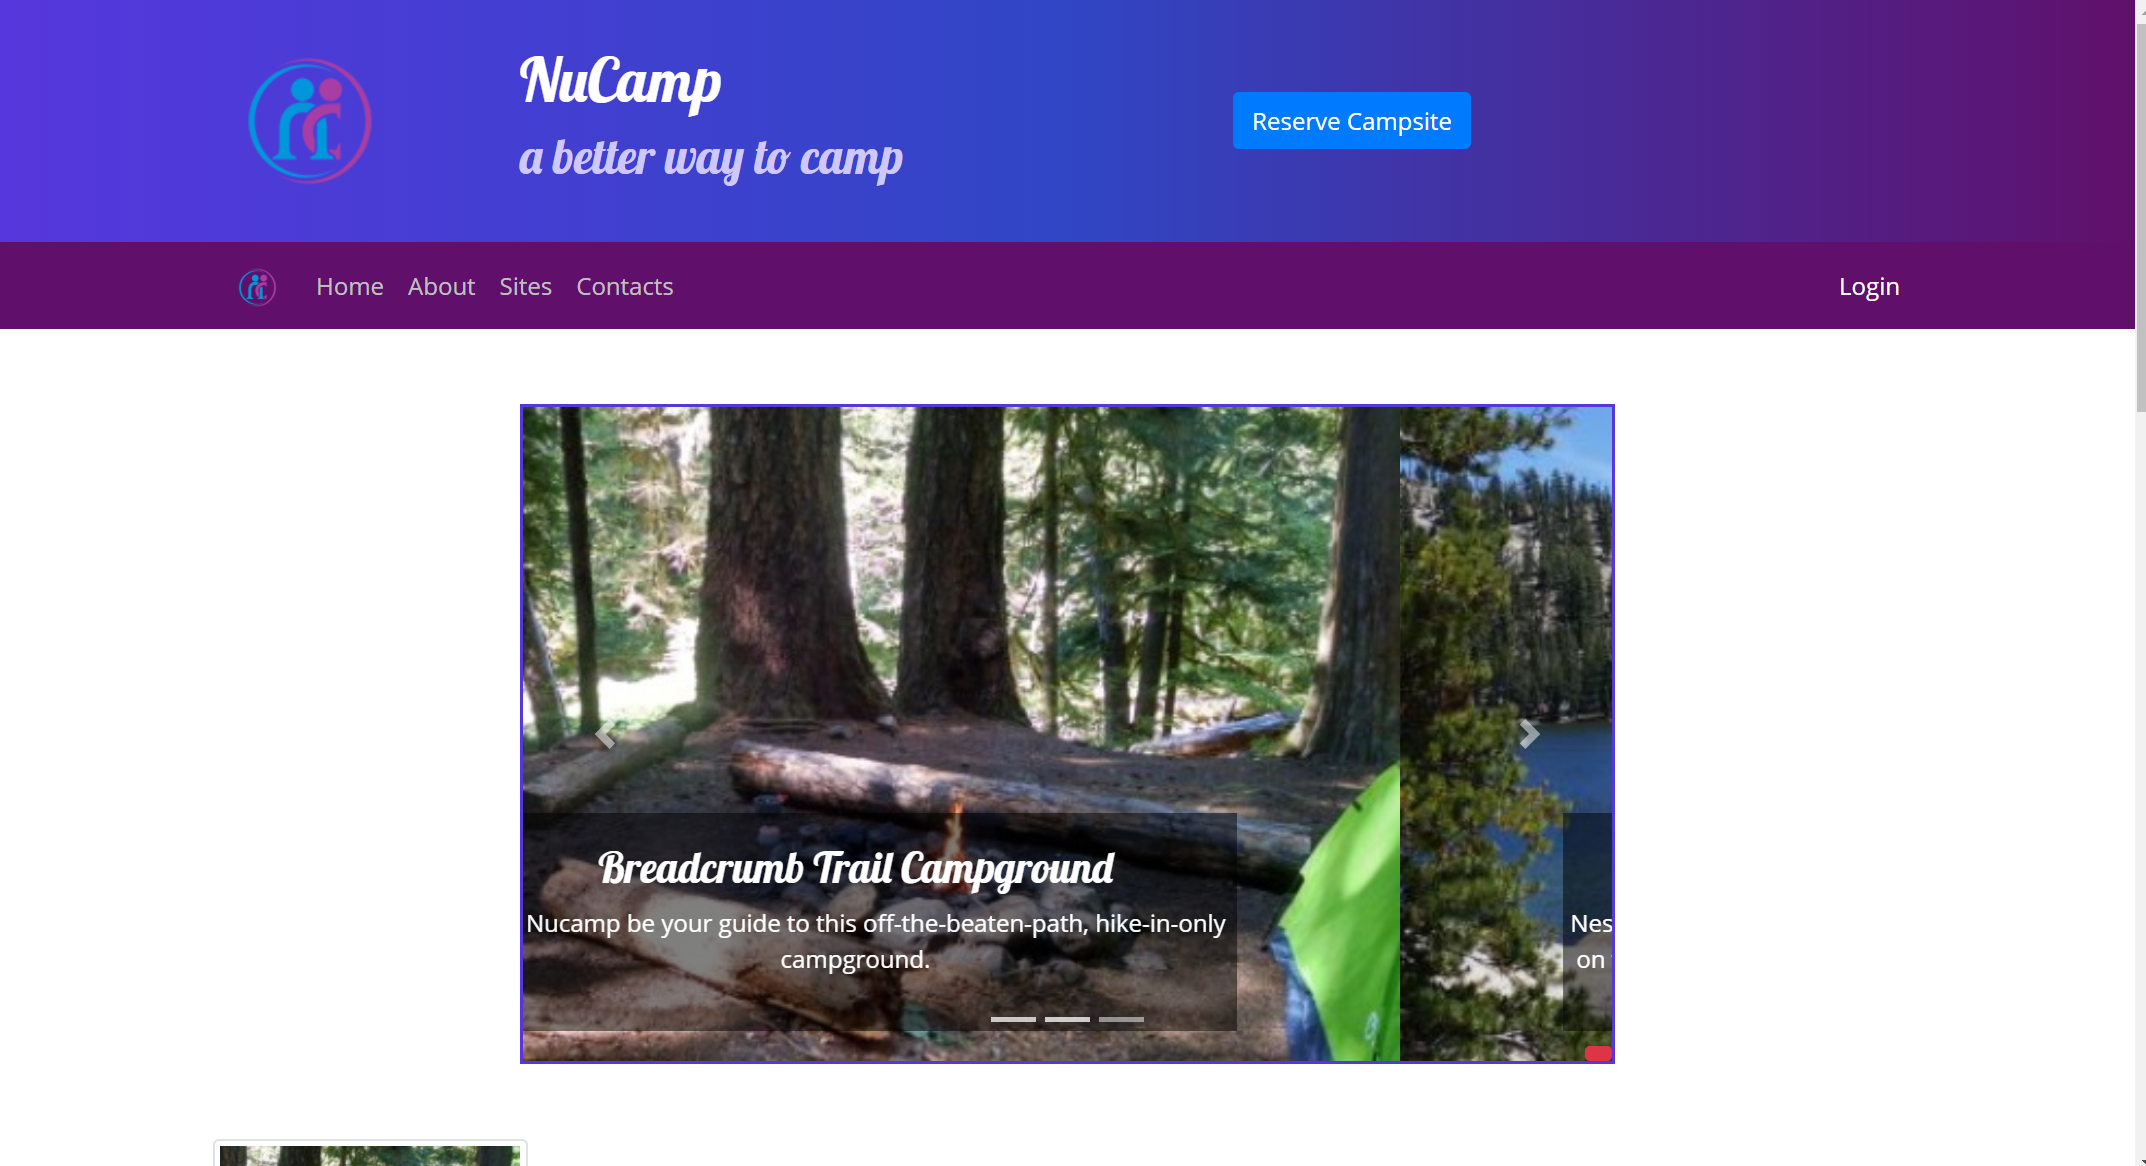 NuCamp
a better way to camp
Reserve Campsite
Home About Sites Contacts
Login
Breadcrumb Trail Campground
Nucamp be your guide to this off-the-beaten-path, hike-in-only
campground.
Nes
on